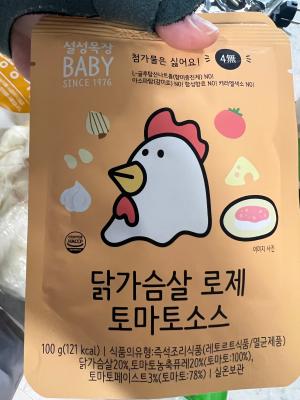 설성목장
BABY
SINCE 1976
첨가물은 싫어요!
4無
L-글루탐산나트륨(향미증진제) NO!
아스파탐(감미료) NO! 합성향료 NO! 카라멜색소 NO!
HACCP
이미지 사진
닭가슴살 로제
토마토소스
100 g(121 kcal) | 식품의유형:즉석조리식품(레토르트식품/멸균제품)
닭가슴살20%,토마토농축퓨레20%(토마토:100%),
토마토페이스트3%(토마토:78%) | 실온보관